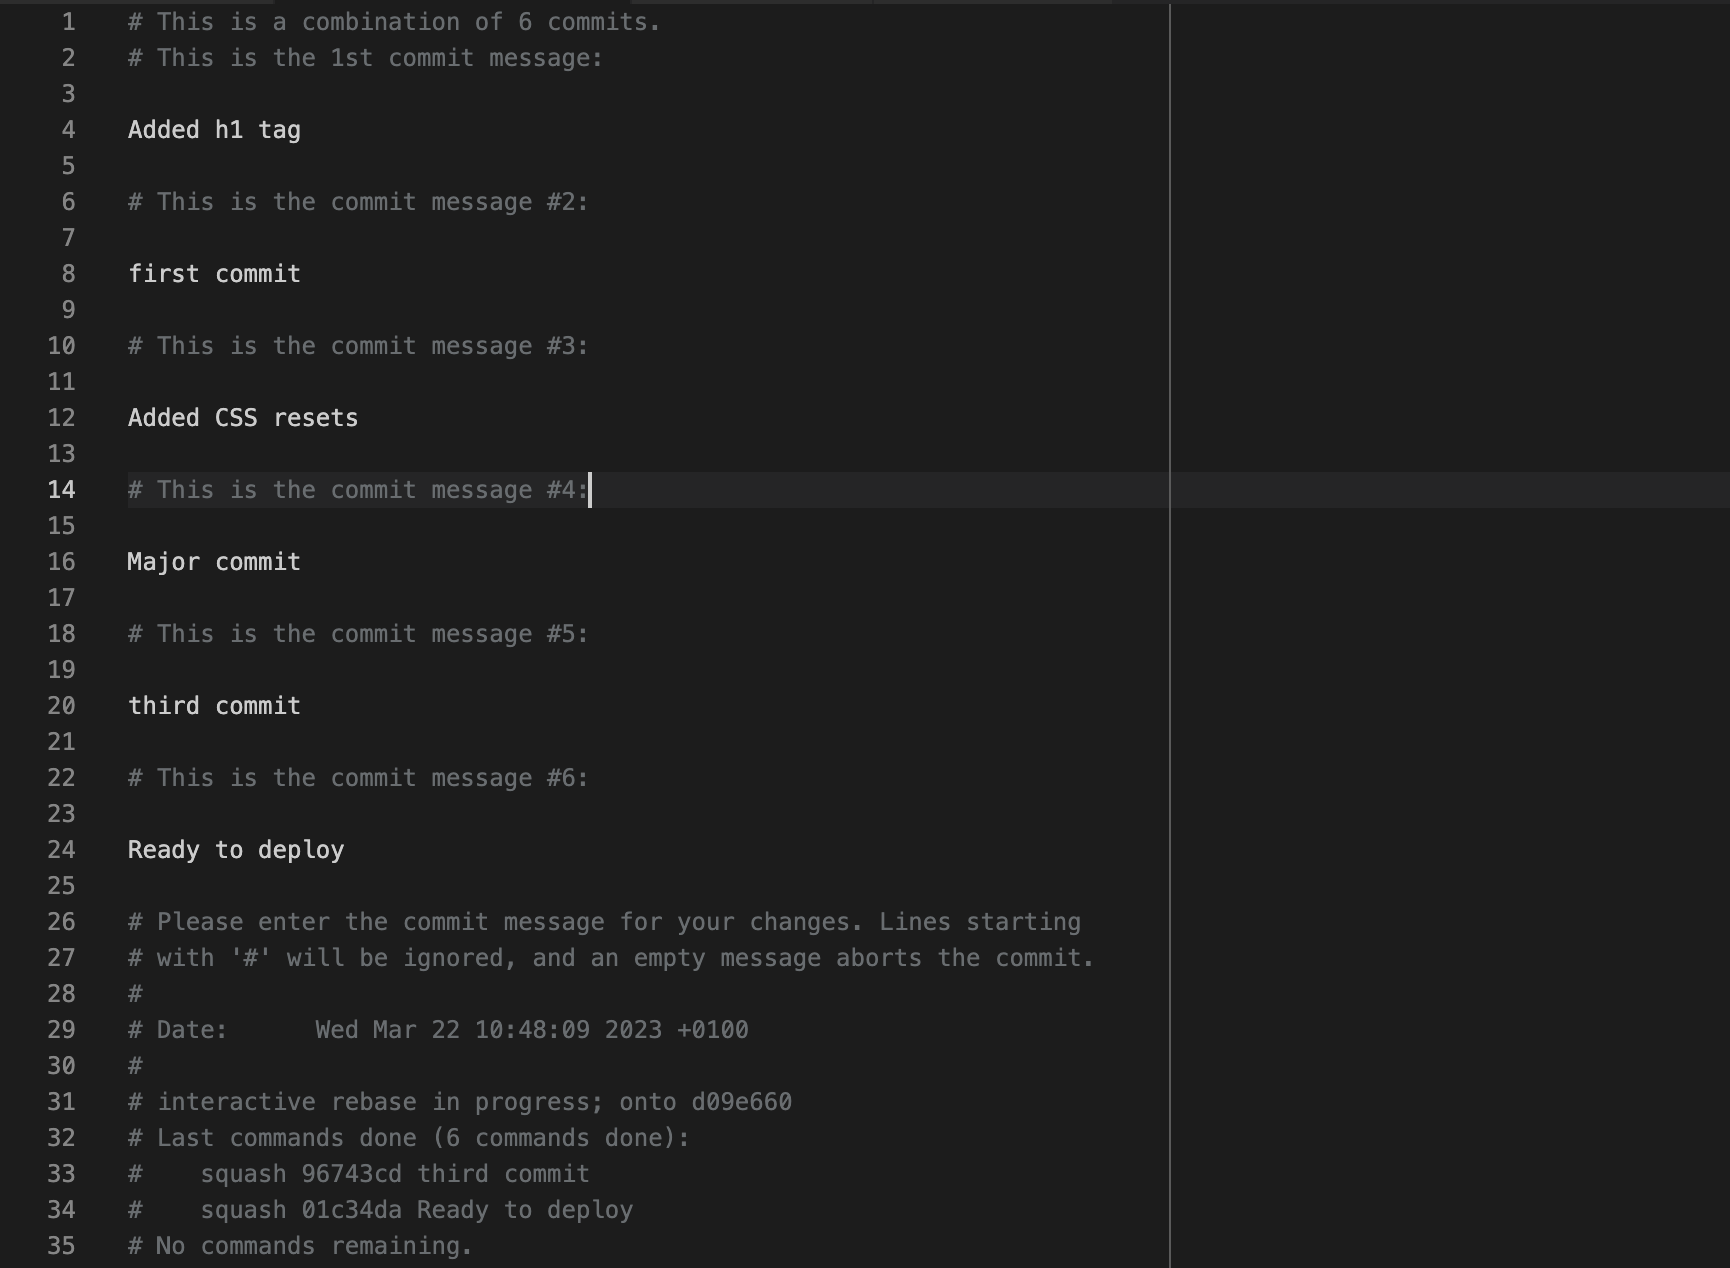 1 # This is a combination of 6 commits.
2 # This is the 1st commit message:
3
4 Added h1 tag
5
6 # This is the commit message #2:
7
8 first commit
9
10 # This is the commit message #3:
11
12 Added CSS resets
13
14 # This is the commit message #4:
15
16 Major commit
17
18 # This is the commit message #5:
19
20 third commit
21
22 # This is the commit message #6:
23
24 Ready to deploy
25
26 # Please enter the commit message for your changes. Lines starting
27 # with '#' will be ignored, and an empty message aborts the commit.
28 #
29 # Date:      Wed Mar 22 10:48:09 2023 +0100
30 #
31 # interactive rebase in progress; onto d09e660
32 # Last commands done (6 commands done):
33 #    squash 96743cd third commit
34 #    squash 01c34da Ready to deploy
35 # No commands remaining.